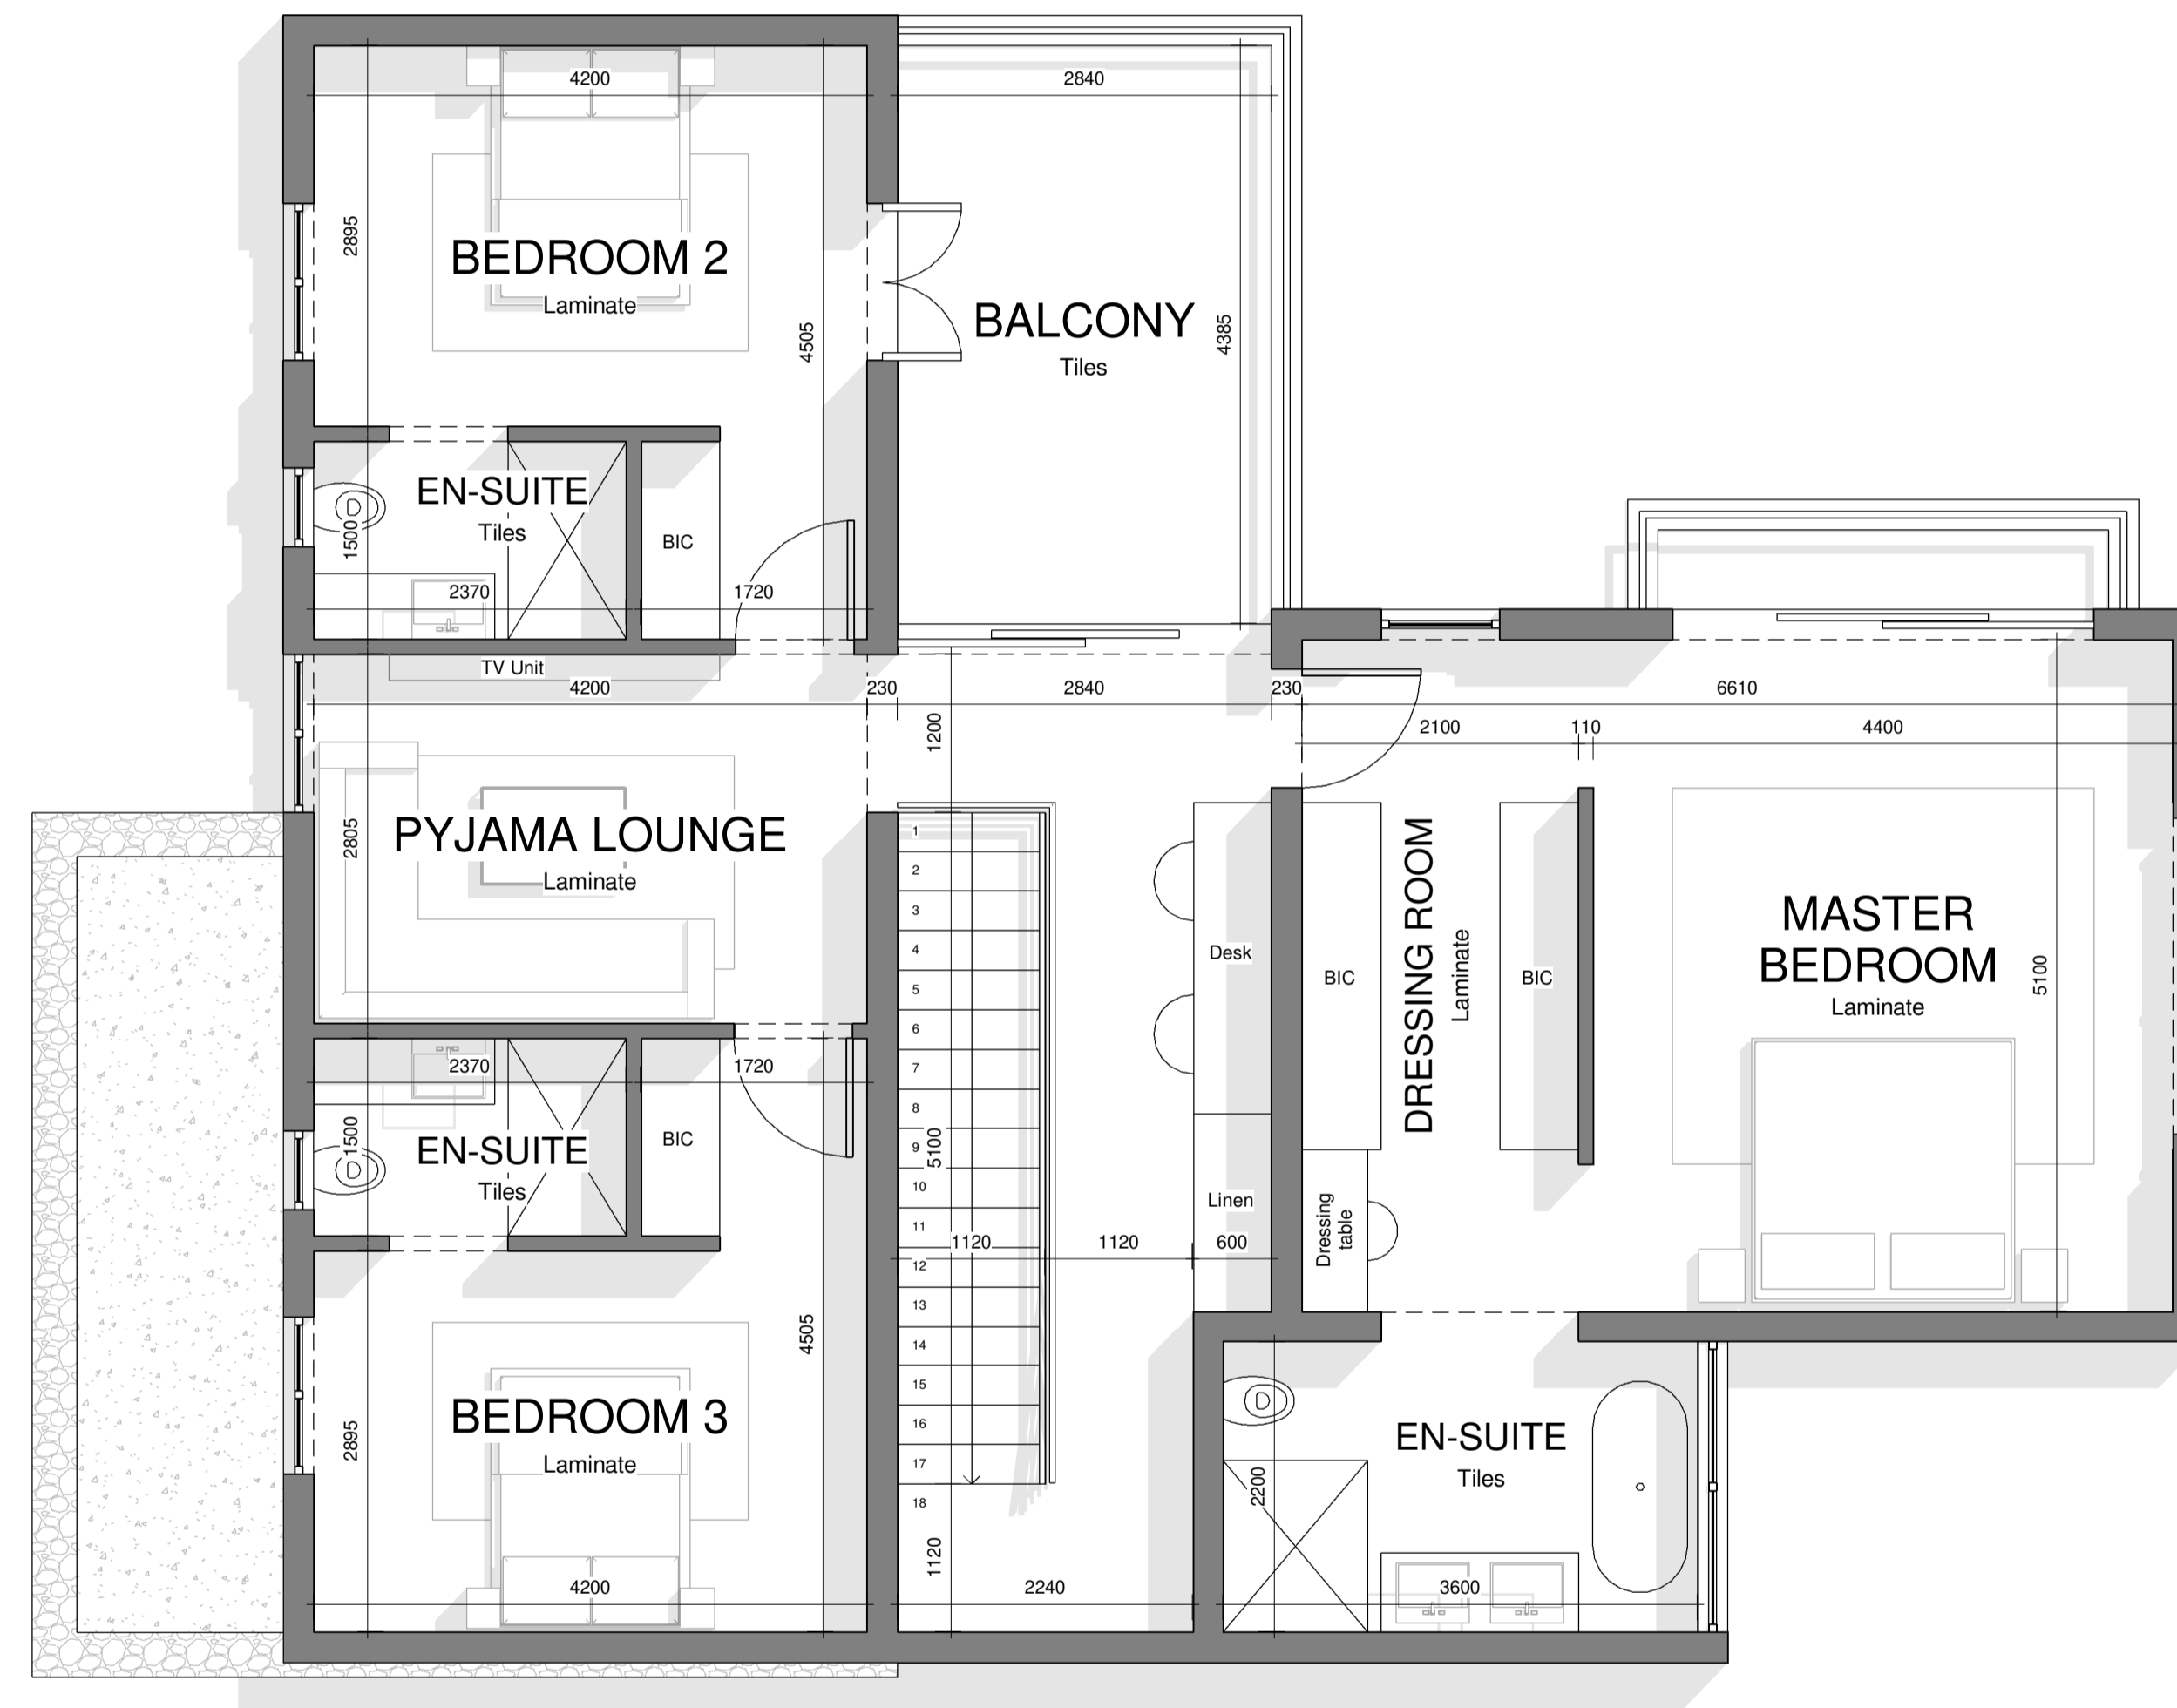 4200
2840
2895
BEDROOM 2
Laminate
4505
BALCONY
Tiles
4385
EN-SUITE
Tiles
1500
BIC
2370
1720
TV Unit
4200
230
2840
230
6610
1200
2100
110
4400
PYJAMA LOUNGE
Laminate
2805
1
2
3
4
5
6
7
8
9
10
11
12
13
14
15
16
17
18
5100
Desk
Linen
BIC
DRESSING ROOM
Laminate
BIC
MASTER
BEDROOM
Laminate
5100
2370
1720
1500
EN-SUITE
Tiles
BIC
1120
1120
600
Dressing
table
4505
BEDROOM 3
Laminate
2895
EN-SUITE
Tiles
2200
1120
4200
2240
3600